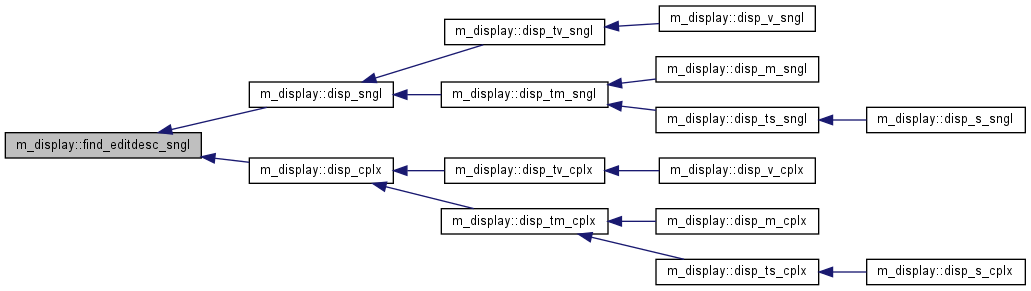 m_display::disp_v_sngl
m_display::disp_tv_sngl
m_display::disp_m_sngl
m_display::disp_sngl
m_display::disp_tm_sngl
m_display::disp_ts_sngl
m_display::disp_s_sngl
m_display::find_editdesc_sngl
m_display::disp_cplx
m_display::disp_tv_cplx
m_display::disp_v_cplx
m_display::disp_tm_cplx
m_display::disp_m_cplx
m_display::disp_ts_cplx
m_display::disp_s_cplx